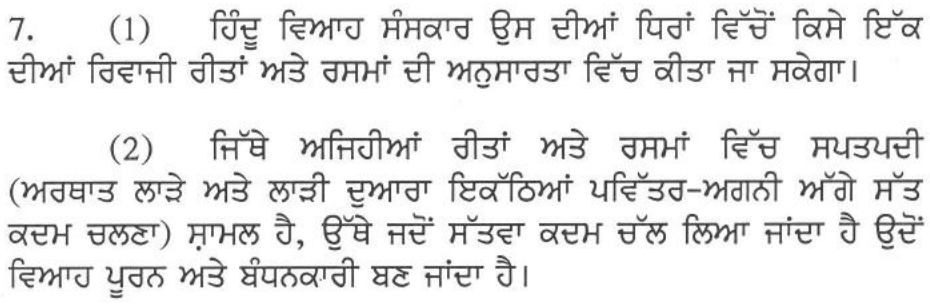 7. (1) ਹਿੰਦੂ ਵਿਆਹ ਸੰਸਕਾਰ ਉਸ ਦੀਆਂ ਧਿਰਾਂ ਵਿੱਚੋਂ ਕਿਸੇ ਇੱਕ
ਦੀਆਂ ਰਿਵਾਜੀ ਰੀਤਾਂ ਅਤੇ ਰਸਮਾਂ ਦੀ ਅਨੁਸਾਰਤਾ ਵਿੱਚ ਕੀਤਾ ਜਾ ਸਕੇਗਾ।
(2) ਜਿੱਥੇ ਅਜਿਹੀਆਂ ਰੀਤਾਂ ਅਤੇ ਰਸਮਾਂ ਵਿੱਚ ਸਪਤਪਦੀ
(ਅਰਥਾਤ ਲਾੜੇ ਅਤੇ ਲਾੜੀ ਦੁਆਰਾ ਇਕੱਠਿਆਂ ਪਵਿੱਤਰ-ਅਗਨੀ ਅੱਗੇ ਸੱਤ
ਕਦਮ ਚਲਣਾ) ਸ਼ਾਮਲ ਹੈ, ਉੱਥੇ ਜਦੋਂ ਸੱਤਵਾ ਕਦਮ ਚੱਲ ਲਿਆ ਜਾਂਦਾ ਹੈ ਉਦੋਂ
ਵਿਆਹ ਪੂਰਨ ਅਤੇ ਬੰਧਨਕਾਰੀ ਬਣ ਜਾਂਦਾ ਹੈ।